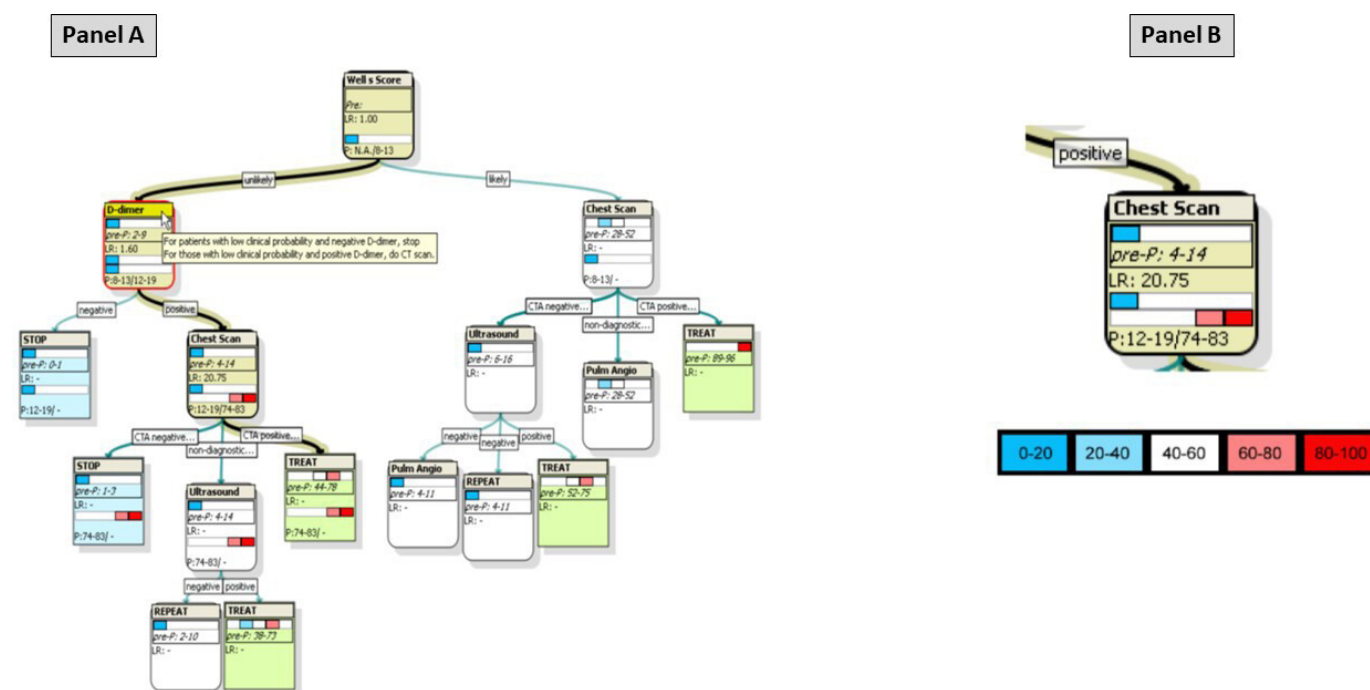 Panel A
Panel B
Well s Score
Pre:
LR: 1.00
P: N.A./8-13
unlikely
likely
D-dimer
pre-P: 2-9
LR: 1.60
P:8-13/12-19
For patients with low clinical probability and negative D-dimer, stop
For those with low clinical probability and positive D-dimer, do CT scan.
Chest Scan
pre-P: 28-52
LR: -
P:8-13/ -
negative
positive
CTA negative...
non-diagnostic...
CTA positive...
STOP
pre-P: 0-1
LR: -
P:12-19/ -
Chest Scan
pre-P: 4-14
LR: 20.75
P:12-19/74-83
Ultrasound
pre-P: 6-16
LR: -
Pulm Angio
pre-P: 28-52
LR: -
TREAT
pre-P: 89-96
LR: -
CTA negative...
non-diagnostic...
CTA positive...
negative
negative
positive
STOP
pre-P: 1-3
LR: -
P:74-83/ -
Ultrasound
pre-P: 4-14
LR: -
P:74-83/ -
TREAT
pre-P: 44-78
LR: -
P:74-83/ -
Pulm Angio
pre-P: 4-11
LR: -
REPEAT
pre-P: 4-11
LR: -
TREAT
pre-P: 52-75
LR: -
negative
positive
REPEAT
pre-P: 2-10
LR: -
TREAT
pre-P: 38-73
LR: -
positive
Chest Scan
pre-P: 4-14
LR: 20.75
P:12-19/74-83
0-20 20-40 40-60 60-80 80-100